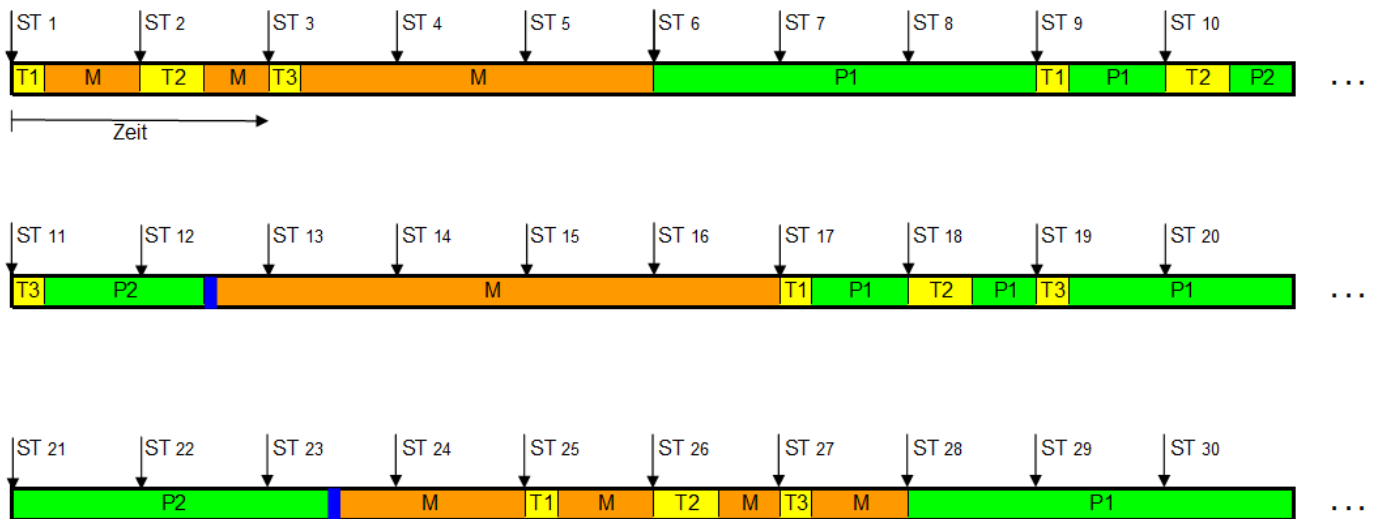 ST 1 ST 2 ST 3 ST 4 ST 5 ST 6 ST 7 ST 8 ST 9 ST 10
T1 M T2 M T3 M P1 T1 P1 T2 P2 ...
Zeit
ST 11 ST 12 ST 13 ST 14 ST 15 ST 16 ST 17 ST 18 ST 19 ST 20
T3 P2 M T1 P1 T2 P1 T3 P1 ...
ST 21 ST 22 ST 23 ST 24 ST 25 ST 26 ST 27 ST 28 ST 29 ST 30
P2 M T1 M T2 M T3 M P1 ...